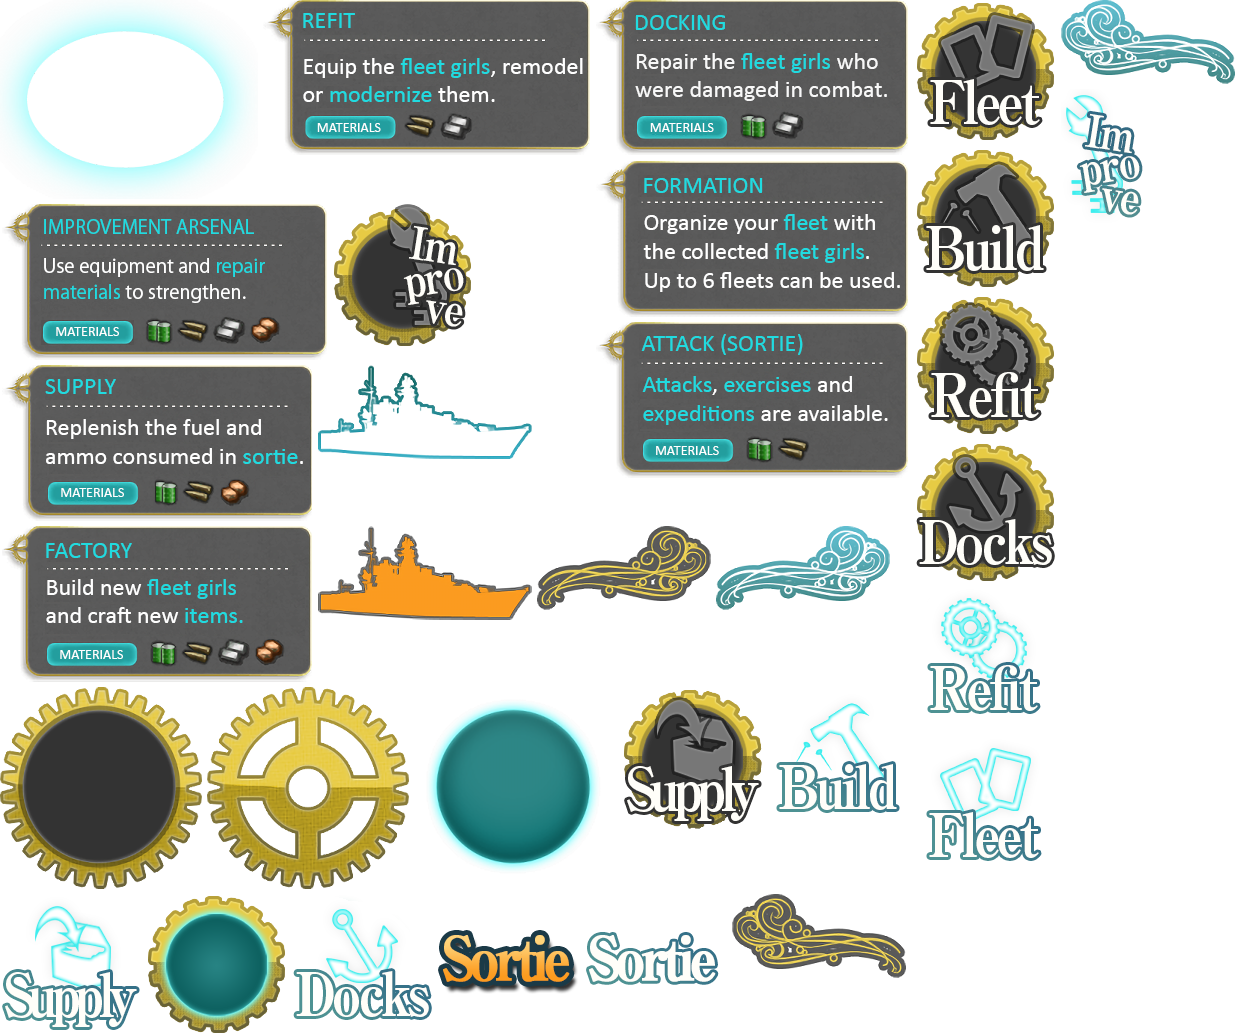 REFIT
Equip the fleet girls, remodel
or modernize them.
MATERIALS
DOCKING
Repair the fleet girls who
were damaged in combat.
MATERIALS
Fleet
Im
pro
ve
FORMATION
Organize your fleet with
the collected fleet girls.
Up to 6 fleets can be used.
Build
IMPROVEMENT ARSENAL
Use equipment and repair
materials to strengthen.
MATERIALS
Im
pro
ve
ATTACK (SORTIE)
Attacks, exercises and
expeditions are available.
MATERIALS
Refit
SUPPLY
Replenish the fuel and
ammo consumed in sortie.
MATERIALS
Docks
FACTORY
Build new fleet girls
and craft new items.
MATERIALS
Refit
Supply
Build
Fleet
Supply
Docks
Sortie
Sortie